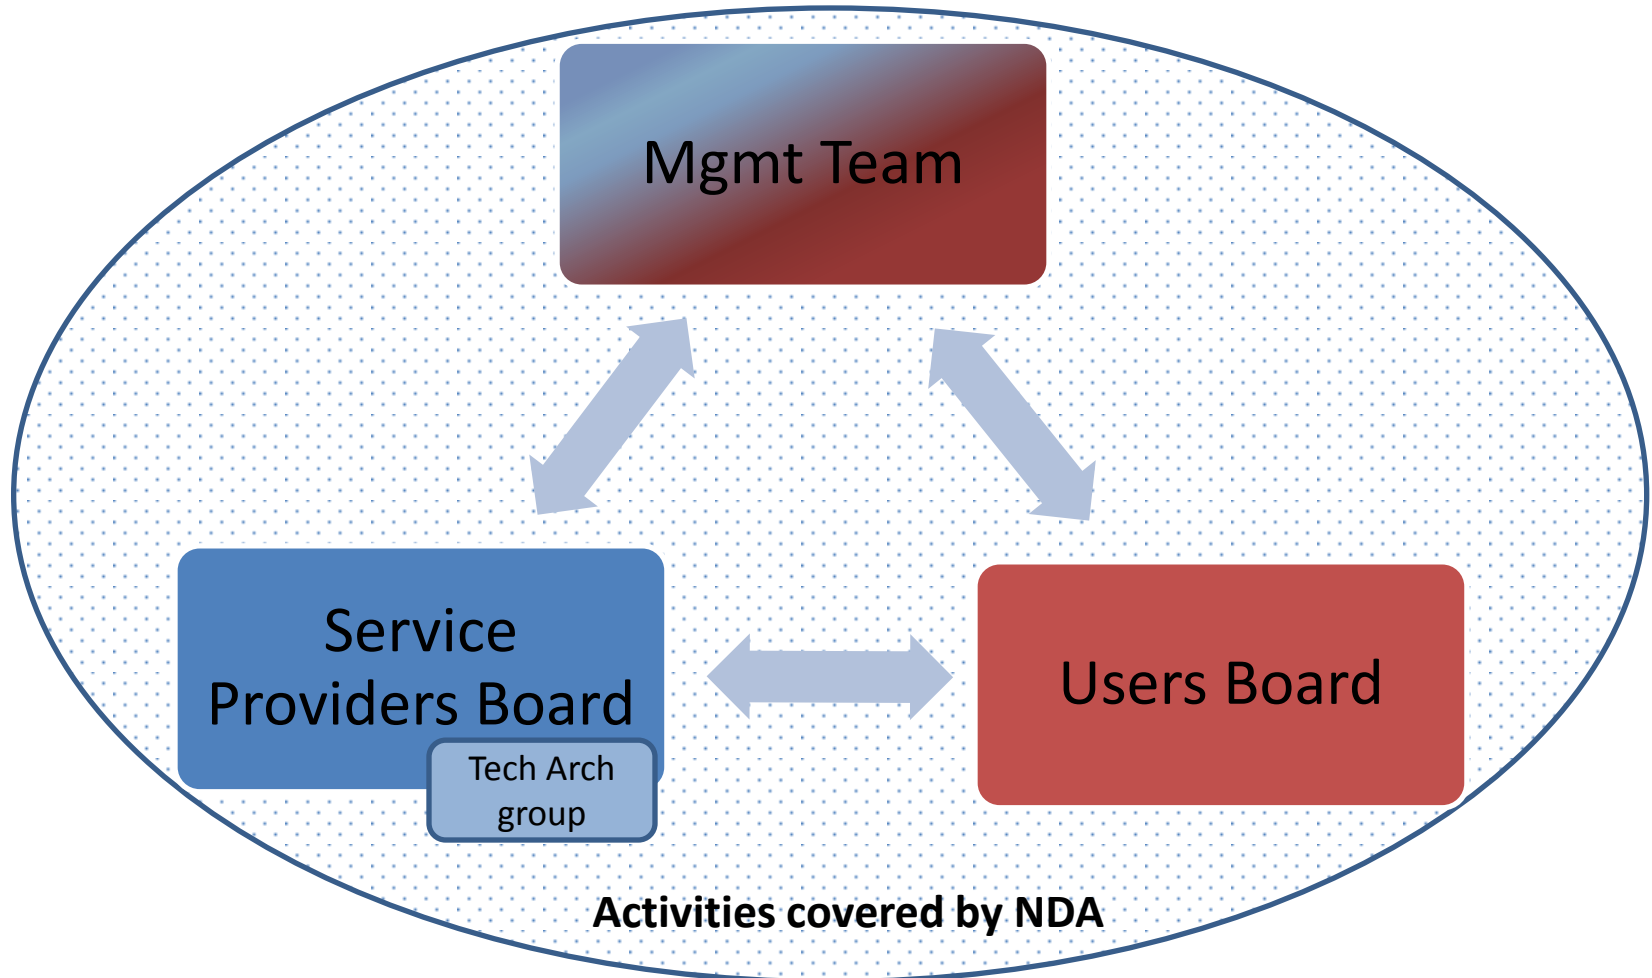 Mgmt Team
Service
Providers Board
Users Board
Tech Arch
group
Activities covered by NDA